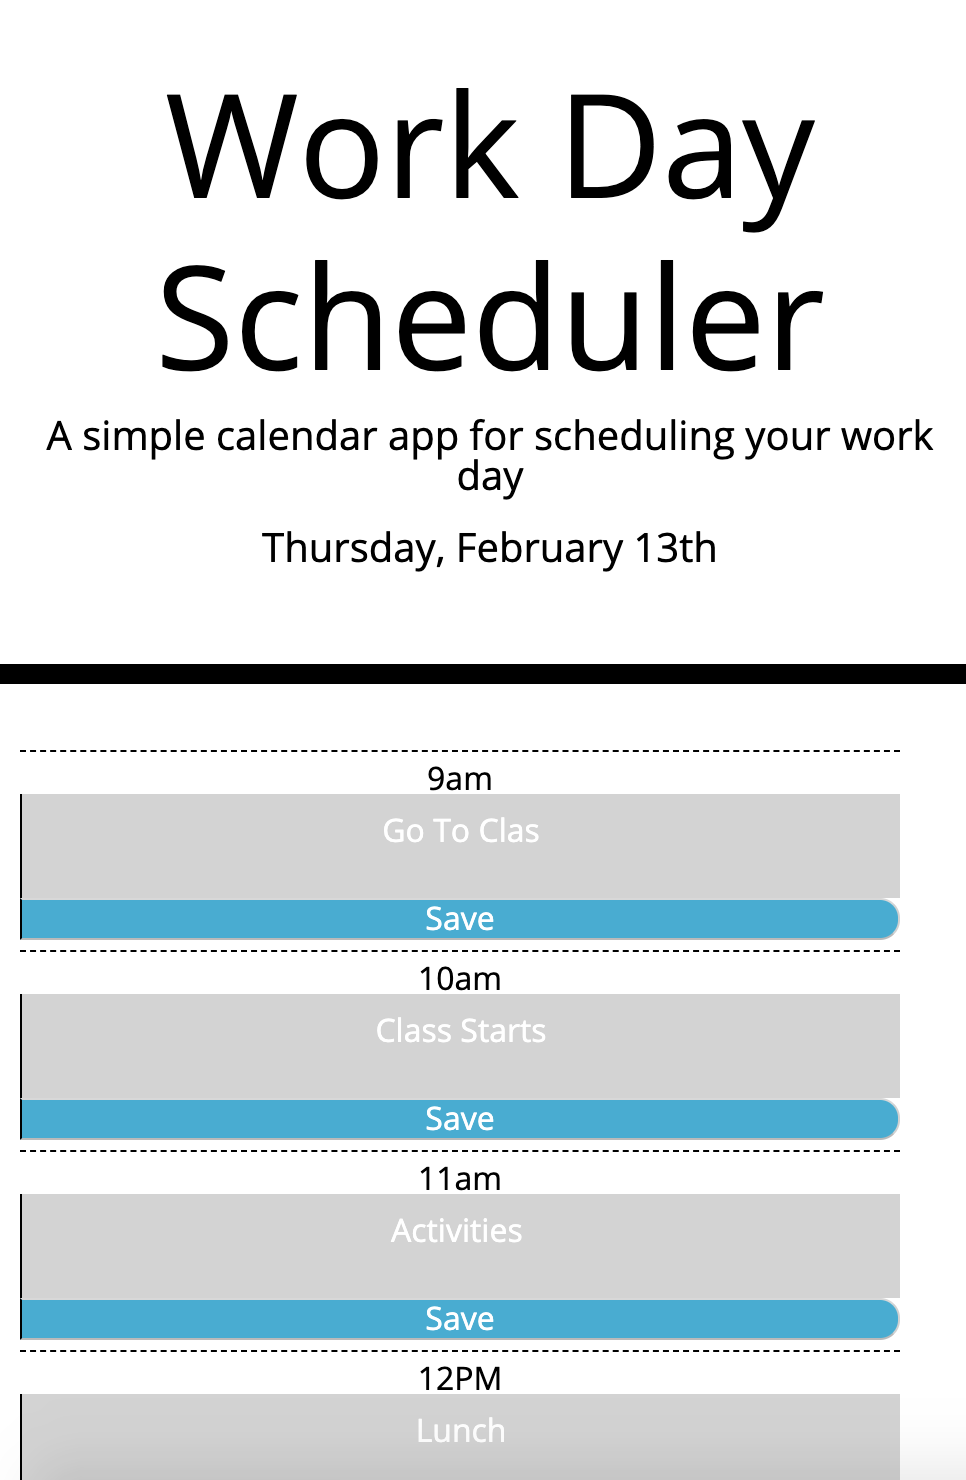 Work Day
Scheduler
A simple calendar app for scheduling your work
day
Thursday, February 13th
9am
Go To Clas
Save
10am
Class Starts
Save
11am
Activities
Save
12PM
Lunch